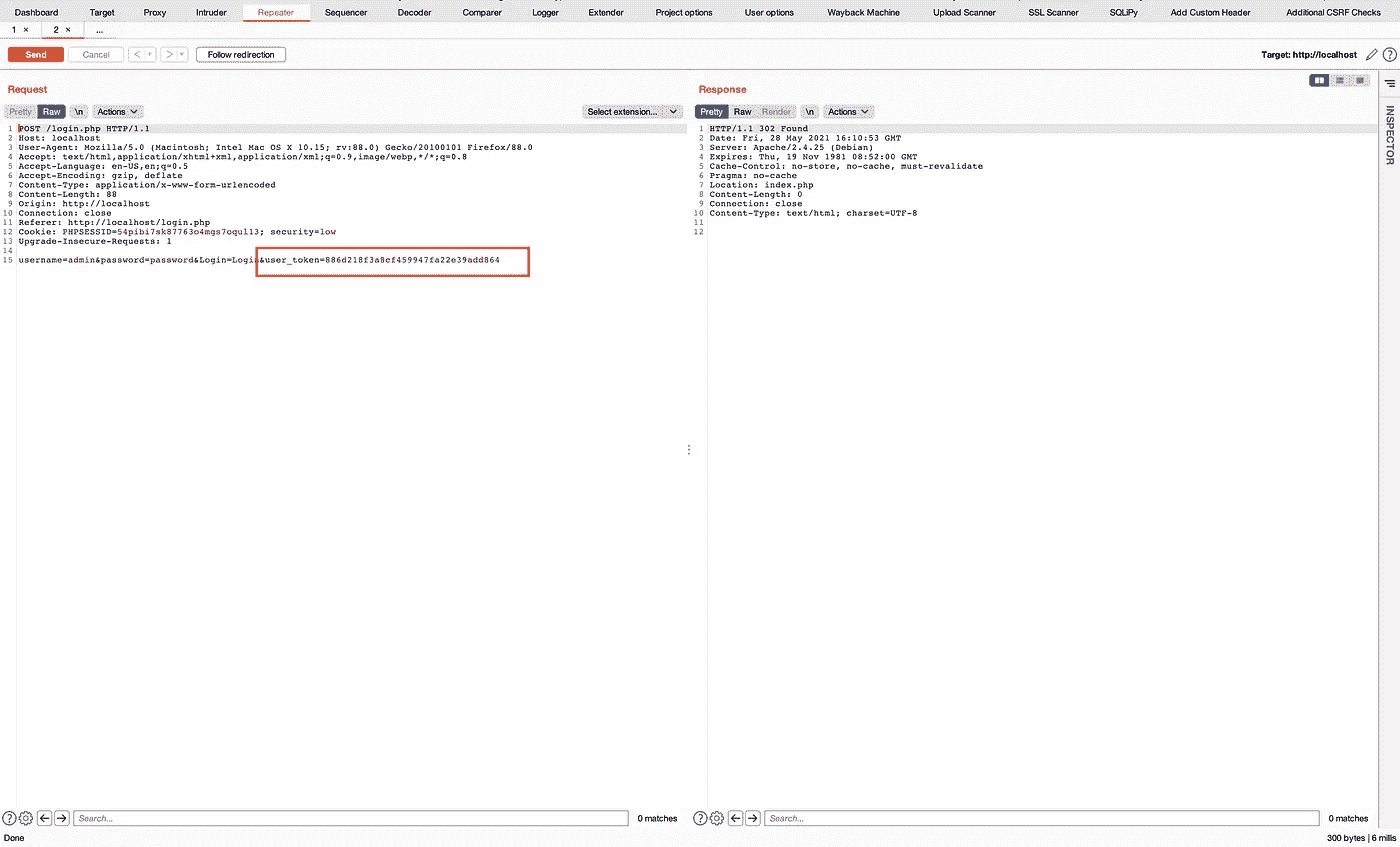 Dashboard Target Proxy Intruder Repeater Sequencer Decoder Comparer Logger Extender Project options User options Wayback Machine Upload Scanner SSL Scanner SQLiPy Add Custom Header Additional CSRF Checks
1 × 2 × ...
Send Cancel < > Follow redirection Target: http://localhost ?
Request
Pretty Raw \n Actions Select extension...
1 POST /login.php HTTP/1.1
2 Host: localhost
3 User-Agent: Mozilla/5.0 (Macintosh; Intel Mac OS X 10.15; rv:88.0) Gecko/20100101 Firefox/88.0
4 Accept: text/html,application/xhtml+xml,application/xml;q=0.9,image/webp,*/*;q=0.8
5 Accept-Language: en-US,en;q=0.5
6 Accept-Encoding: gzip, deflate
7 Content-Type: application/x-www-form-urlencoded
8 Content-Length: 88
9 Origin: http://localhost
10 Connection: close
11 Referer: http://localhost/login.php
12 Cookie: PHPSESSID=54pibi7sk87763o4mgs7oqul13; security=low
13 Upgrade-Insecure-Requests: 1
14
15 username=admin&password=password&Login=Login&user_token=886d218f3a8cf459947fa22e39add864
? Search... 0 matches
Response
Pretty Raw Render \n Actions
1 HTTP/1.1 302 Found
2 Date: Fri, 28 May 2021 16:10:53 GMT
3 Server: Apache/2.4.25 (Debian)
4 Expires: Thu, 19 Nov 1981 08:52:00 GMT
5 Cache-Control: no-store, no-cache, must-revalidate
6 Pragma: no-cache
7 Location: index.php
8 Content-Length: 0
9 Connection: close
10 Content-Type: text/html; charset=UTF-8
11
12
? Search... 0 matches
INSPECTOR
Done 300 bytes | 6 millis